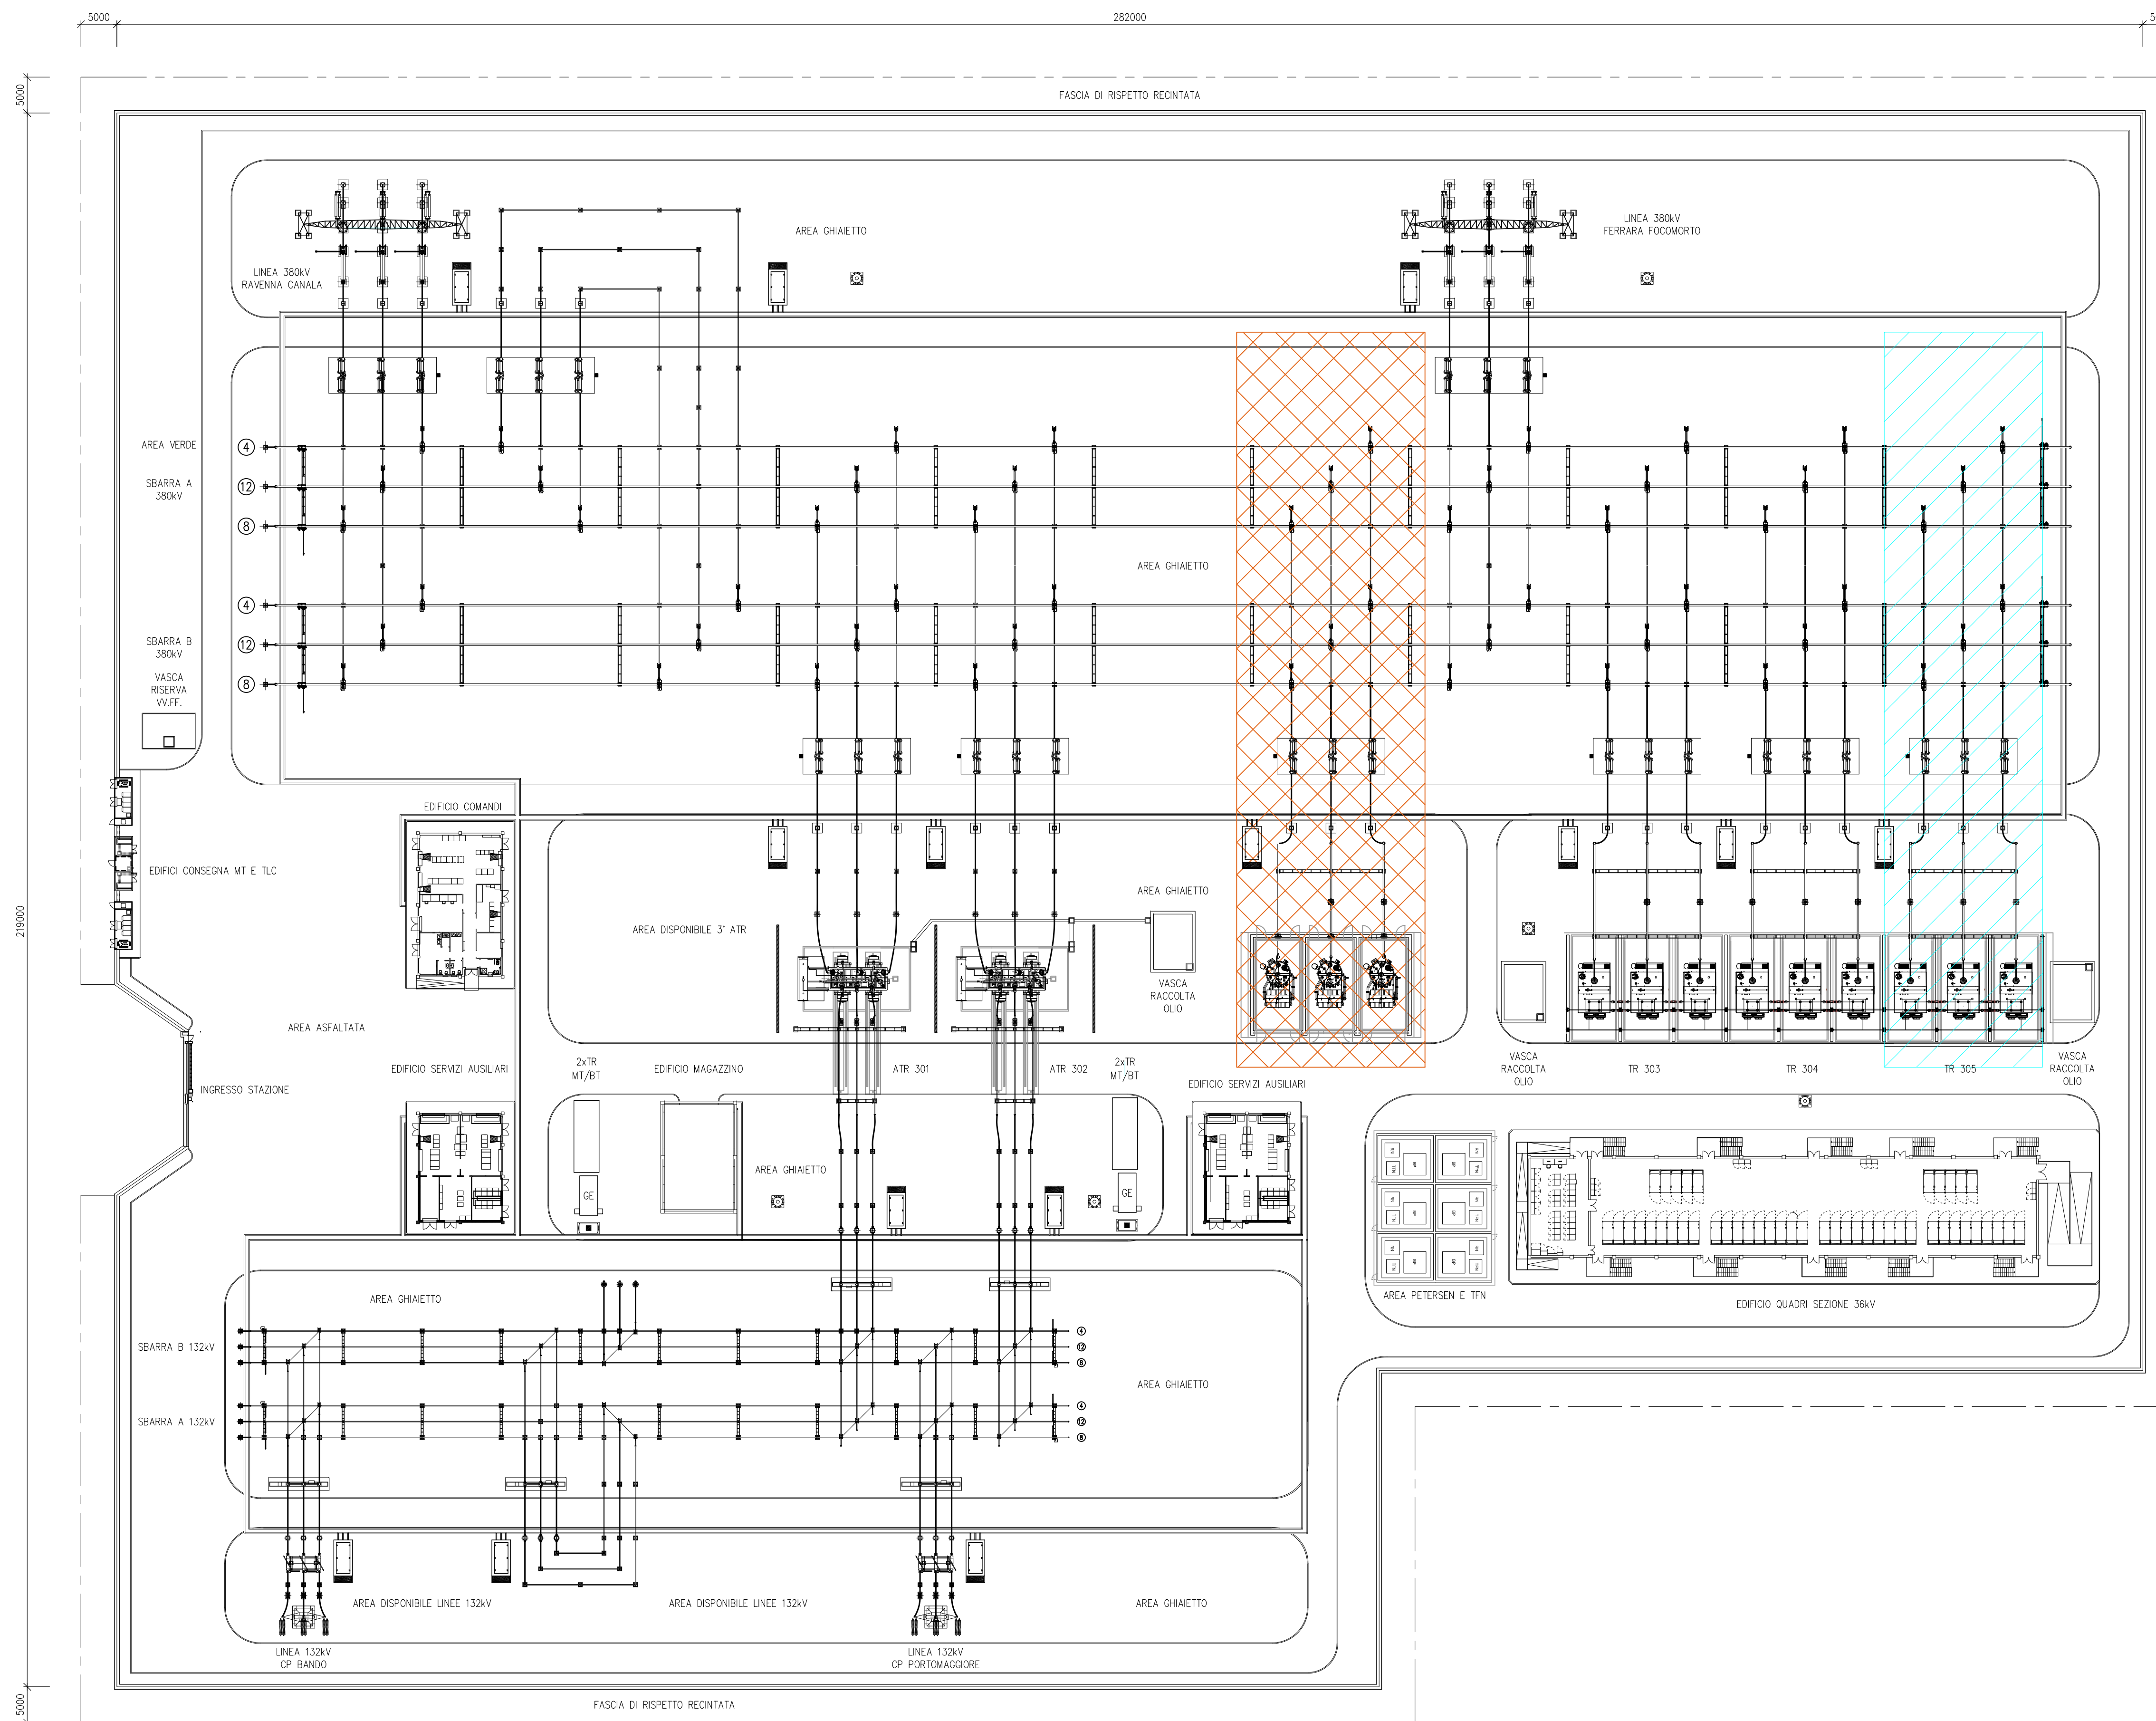 5000
282000
5000
FASCIA DI RISPETTO RECINTATA
LINEA 380kV
RAVENNA CANALA
AREA GHIAIETTO
LINEA 380kV
FERRARA FOCOMORTO
AREA VERDE
4
SBARRA A
380kV
12
8
AREA GHIAIETTO
4
SBARRA B
380kV
12
8
VASCA
RISERVA
VV.FF.
EDIFICIO COMANDI
EDIFICI CONSEGNA MT E TLC
219000
AREA GHIAIETTO
AREA DISPONIBILE 3° ATR
VASCA
RACCOLTA
OLIO
AREA ASFALTATA
INGRESSO STAZIONE
EDIFICIO SERVIZI AUSILIARI
2xTR
MT/BT
EDIFICIO MAGAZZINO
ATR 301
ATR 302
2xTR
MT/BT
EDIFICIO SERVIZI AUSILIARI
VASCA
RACCOLTA
OLIO
TR 303
TR 304
TR 305
VASCA
RACCOLTA
OLIO
AREA GHIAIETTO
GE
GE
AREA PETERSEN E TFN
EDIFICIO QUADRI SEZIONE 36kV
AREA GHIAIETTO
SBARRA B 132kV
4
12
8
AREA GHIAIETTO
SBARRA A 132kV
4
12
8
AREA DISPONIBILE LINEE 132kV
AREA DISPONIBILE LINEE 132kV
AREA GHIAIETTO
LINEA 132kV
CP BANDO
LINEA 132kV
CP PORTOMAGGIORE
5000
FASCIA DI RISPETTO RECINTATA